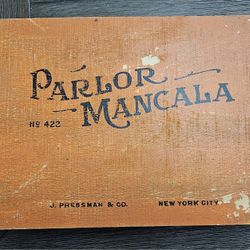 PARLOR
MANCALA
No 422
J. PRESSMAN & CO. NEW YORK CITY